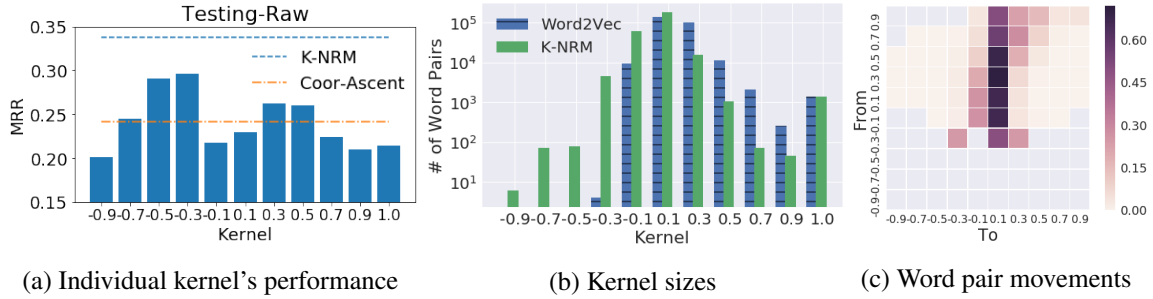 Testing-Raw
MRR
0.35
0.30
0.25
0.20
0.15
K-NRM
Coor-Ascent
-0.9 -0.7 -0.5 -0.3 -0.1 0.1 0.3 0.5 0.7 0.9 1.0
Kernel
(a) Individual kernel's performance
# of Word Pairs
10^5
10^4
10^3
10^2
10^1
Word2Vec
K-NRM
-0.9 -0.7 -0.5 -0.3 -0.1 0.1 0.3 0.5 0.7 0.9 1.0
Kernel
(b) Kernel sizes
From
-0.9-0.7-0.5-0.3-0.1 0.1 0.3 0.5 0.7 0.9
-0.9-0.7-0.5-0.3-0.1 0.1 0.3 0.5 0.7 0.9
To
0.60
0.45
0.30
0.15
0.00
(c) Word pair movements